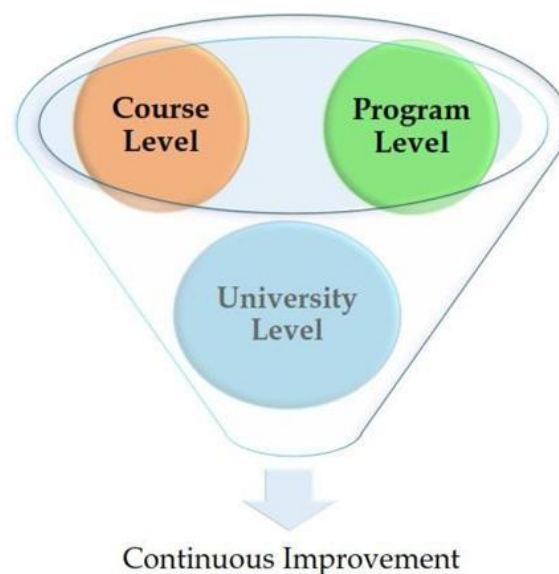 Course
Level
Program
Level
University
Level
Continuous Improvement